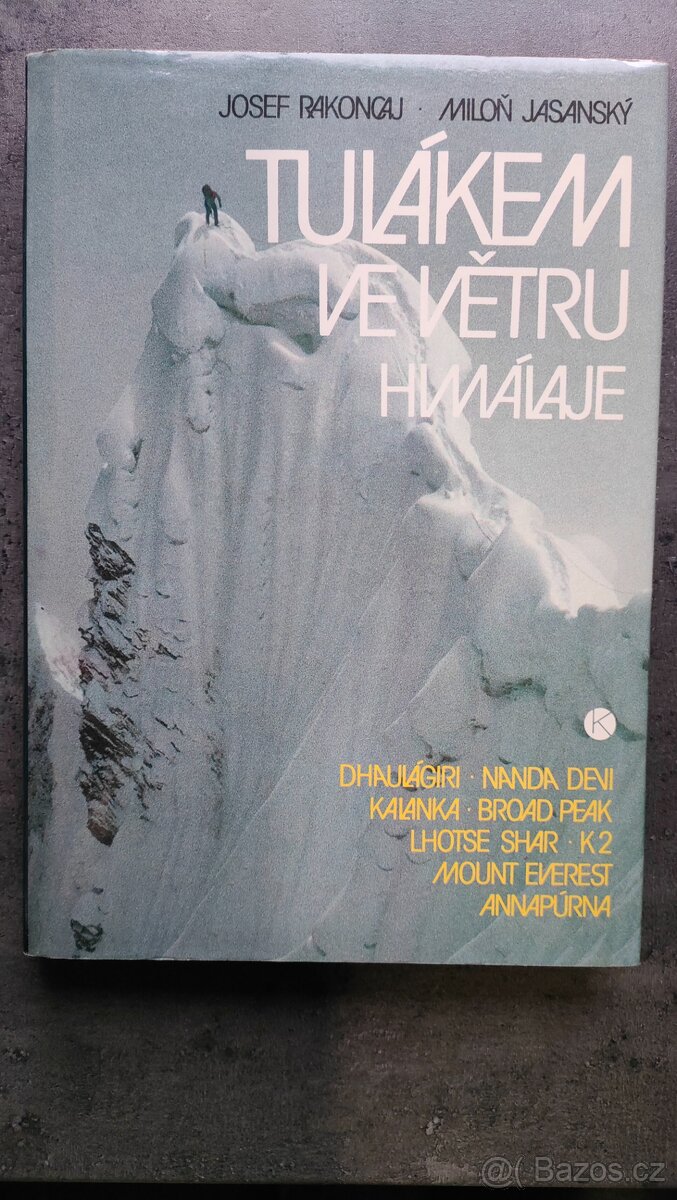 JOSEF RAKONCAJ · MILOŇ JASANSKÝ
TULÁKEM
VE VĚTRU
HIMÁLAJE
K
DHAULÁGIRI · NANDA DEVI
KALANKA · BROAD PEAK
LHOTSE SHAR · K2
MOUNT EVEREST
ANNAPÚRNA
@( Bazos.cz